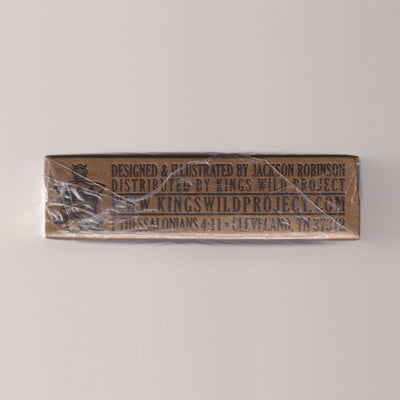 DESIGNED & ILLUSTRATED BY JACKSON ROBINSON
DISTRIBUTED BY KINGS WILD PROJECT
WWW.KINGSWILDPROJECT.COM
1 THESSALONIANS 4:11 • CLEVELAND, TN 37312